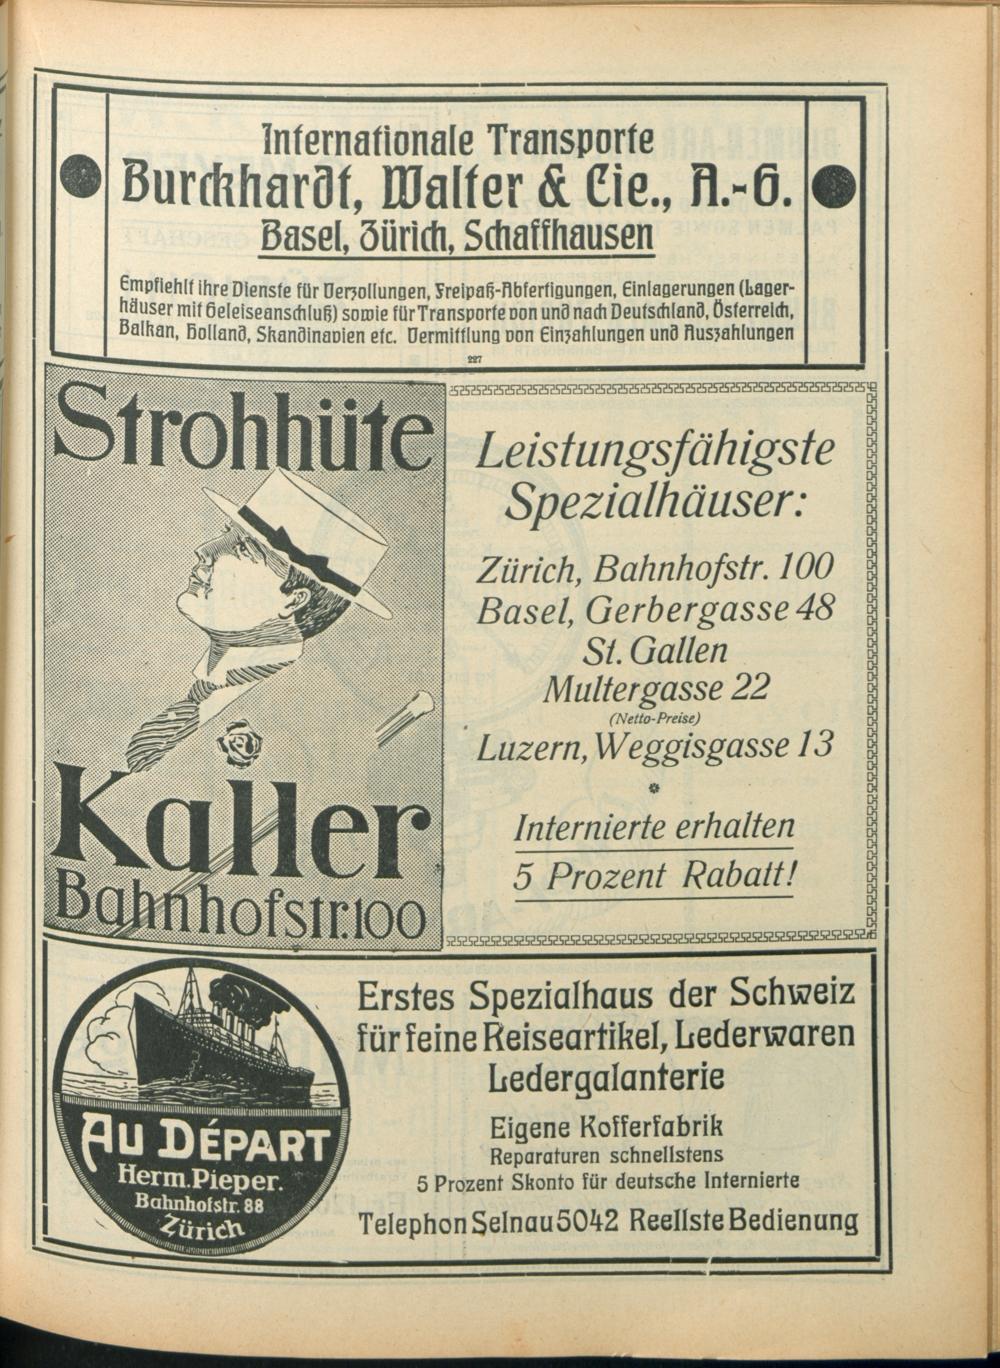 Internationale Transporte
Burckhardt, Walter & Cie., A.-G.
Basel, Zürich, Schaffhausen
Empfiehlt ihre Dienste für Verzollungen, Freipaß-Abfertigungen, Einlagerungen (Lager-
häuser mit Geleiseanschluß) sowie für Transporte von und nach Deutschland, Österreich,
Balkan, Holland, Skandinavien etc. Vermittlung von Einzahlungen und Auszahlungen
227
Strohhüte
Kaller
Bahnhofstr.100
Leistungsfähigste
Spezialhäuser:
Zürich, Bahnhofstr. 100
Basel, Gerbergasse 48
St. Gallen
Multergasse 22
(Netto-Preise)
Luzern, Weggisgasse 13
Internierte erhalten
5 Prozent Rabatt!
AU DÉPART
Herm. Pieper.
Bahnhofstr. 88
Zürich
Erstes Spezialhaus der Schweiz
für feine Reiseartikel, Lederwaren
Ledergalanterie
Eigene Kofferfabrik
Reparaturen schnellstens
5 Prozent Skonto für deutsche Internierte
Telephon Selnau 5042 Reellste Bedienung